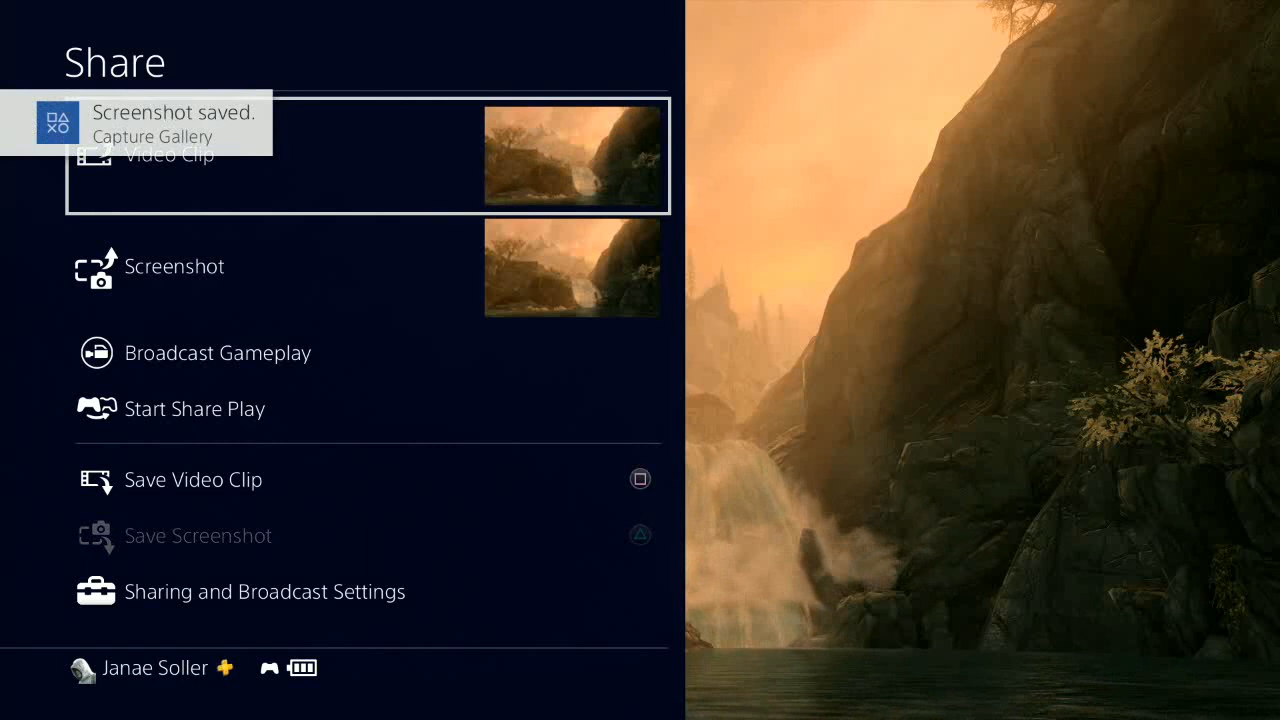 Share
Screenshot saved.
Capture Gallery
Video Clip
Screenshot
Broadcast Gameplay
Start Share Play
Save Video Clip
Save Screenshot
Sharing and Broadcast Settings
Janae Soller